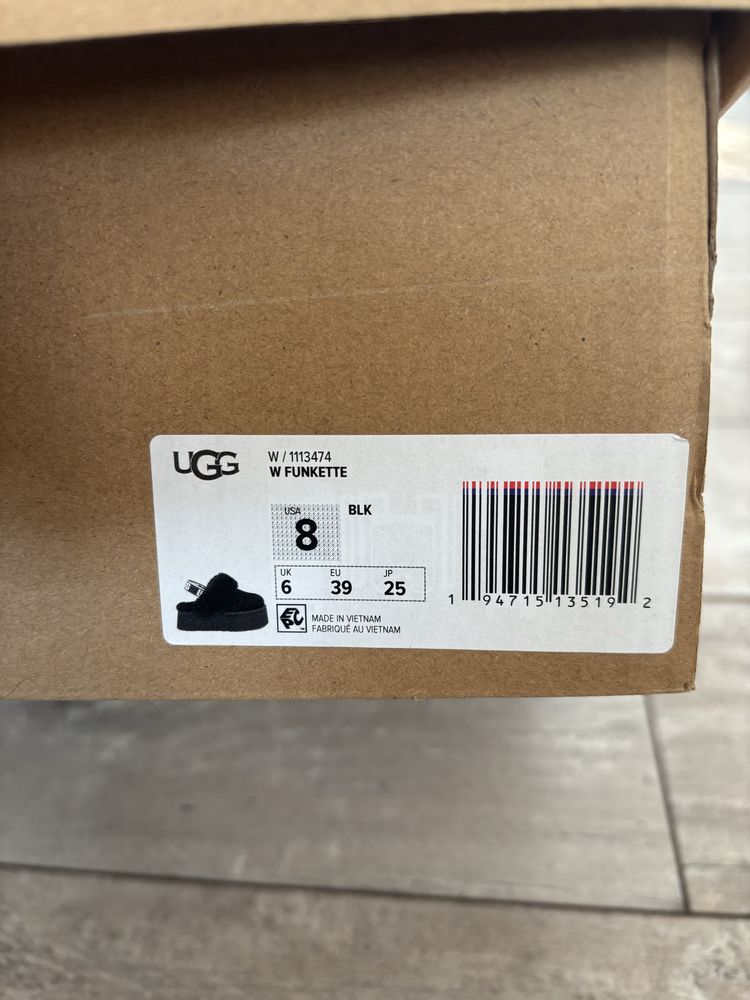 UGG
W / 1113474
W FUNKETTE
USA
8
BLK
UK
6
EU
39
JP
25
EPC
MADE IN VIETNAM
FABRIQUÉ AU VIETNAM
1 94715 13519 2